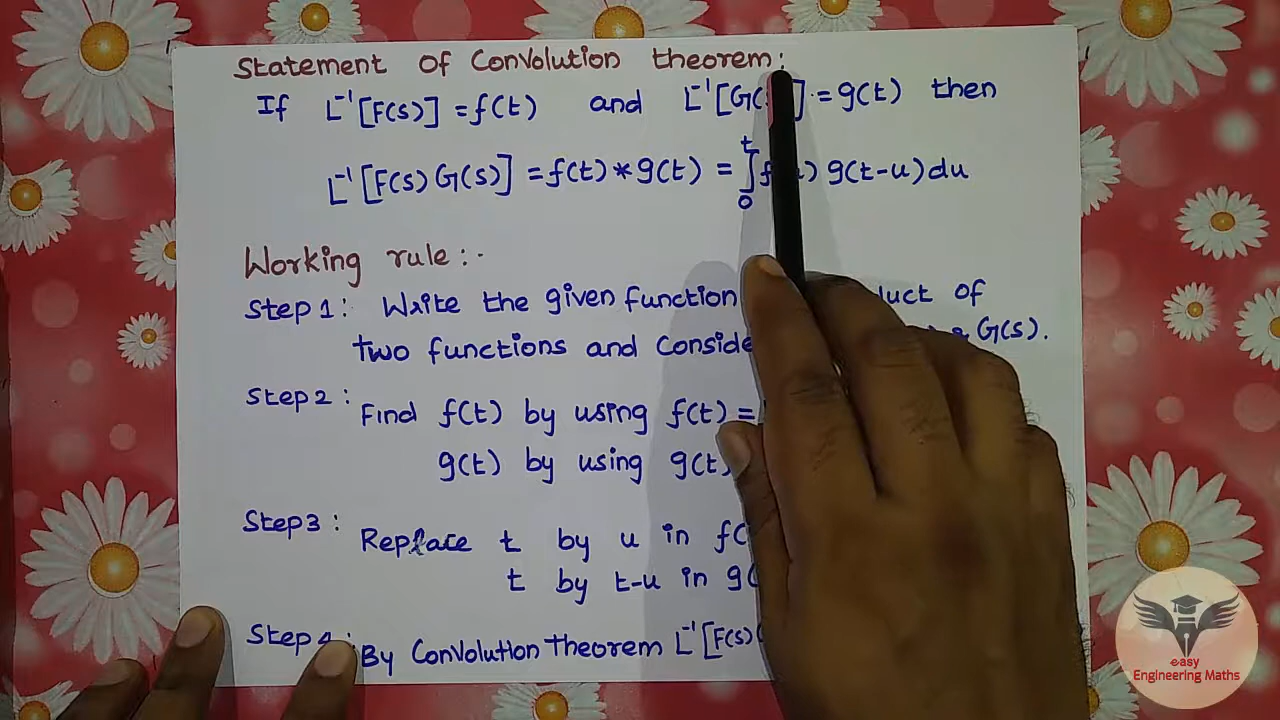 Statement of Convolution theorem:
If L⁻¹[F(s)] = f(t) and L⁻¹[G(s)] = g(t) then
L⁻¹[F(s) G(s)] = f(t) * g(t) = ∫₀ᵗ f(u) g(t-u) du
Working rule:-
Step 1: Write the given function
of
two functions and G(s).
Step 2: Find f(t) by using f(t) =
g(t) by using g(t)
Step 3: Replace t by u in
t by t-u in
Step 4: By Convolution theorem L⁻¹[F(s)
easy
Engineering Maths